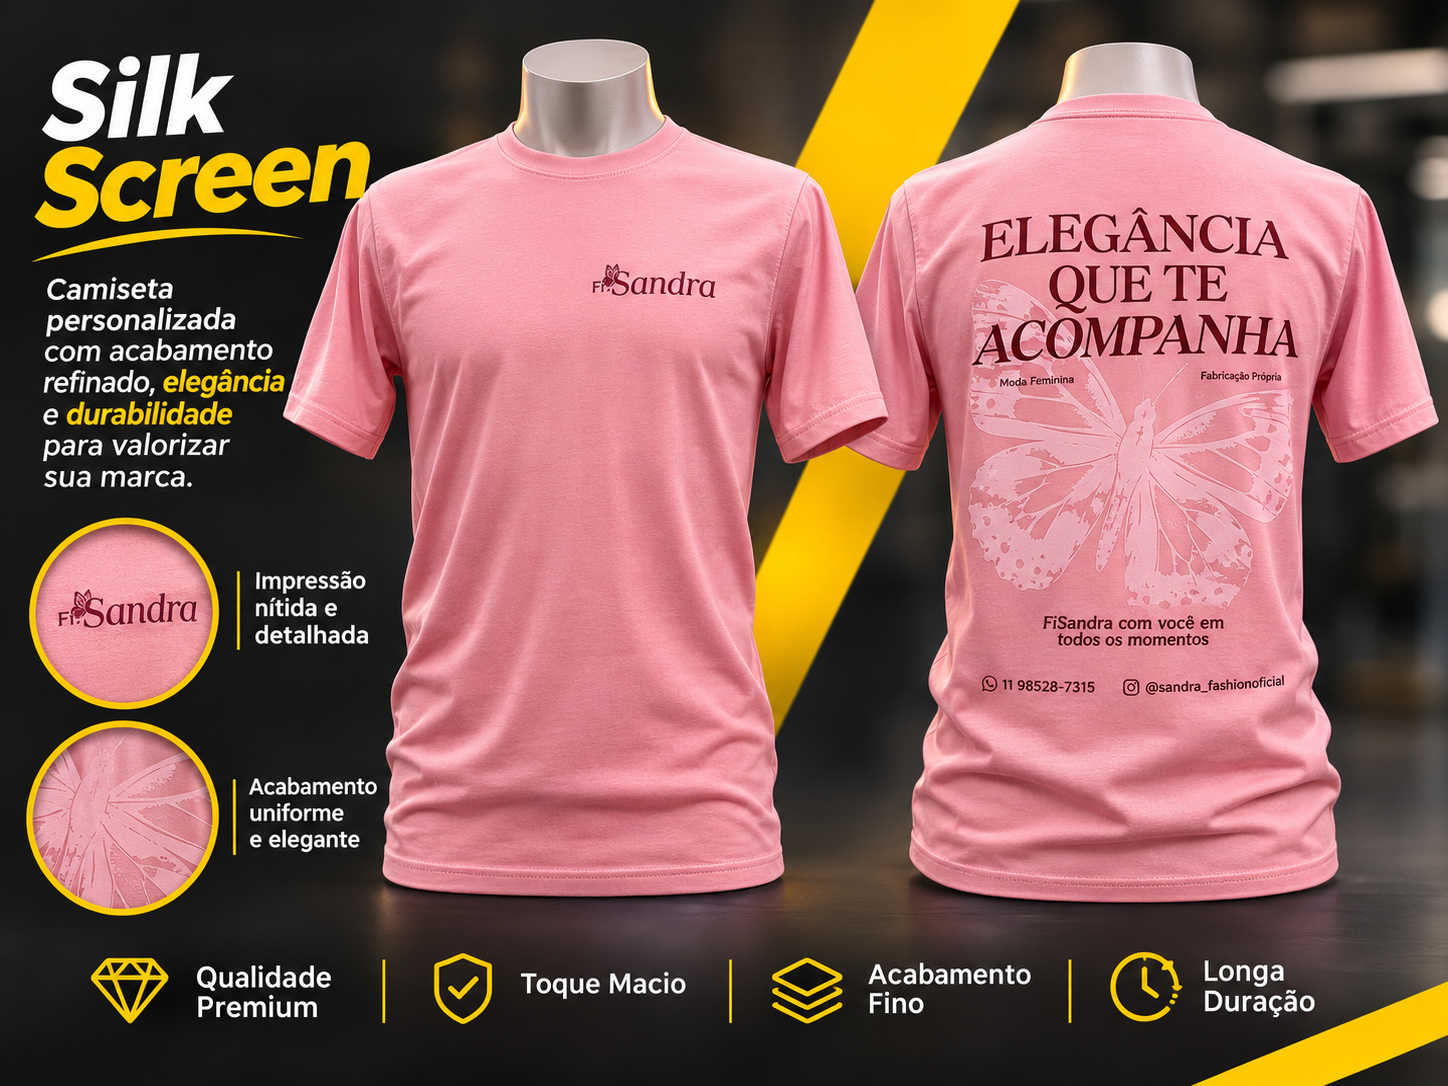 Silk
Screen
Camiseta
personalizada
com acabamento
refinado, elegância
e durabilidade
para valorizar
sua marca.
FiSandra
Impressão
nítida e
detalhada
Acabamento
uniforme
e elegante
FiSandra
ELEGÂNCIA
QUE TE
ACOMPANHA
Moda Feminina
Fabricação Própria
FiSandra com você em
todos os momentos
11 98528-7315
@sandra_fashionoficial
Qualidade
Premium
Toque Macio
Acabamento
Fino
Longa
Duração